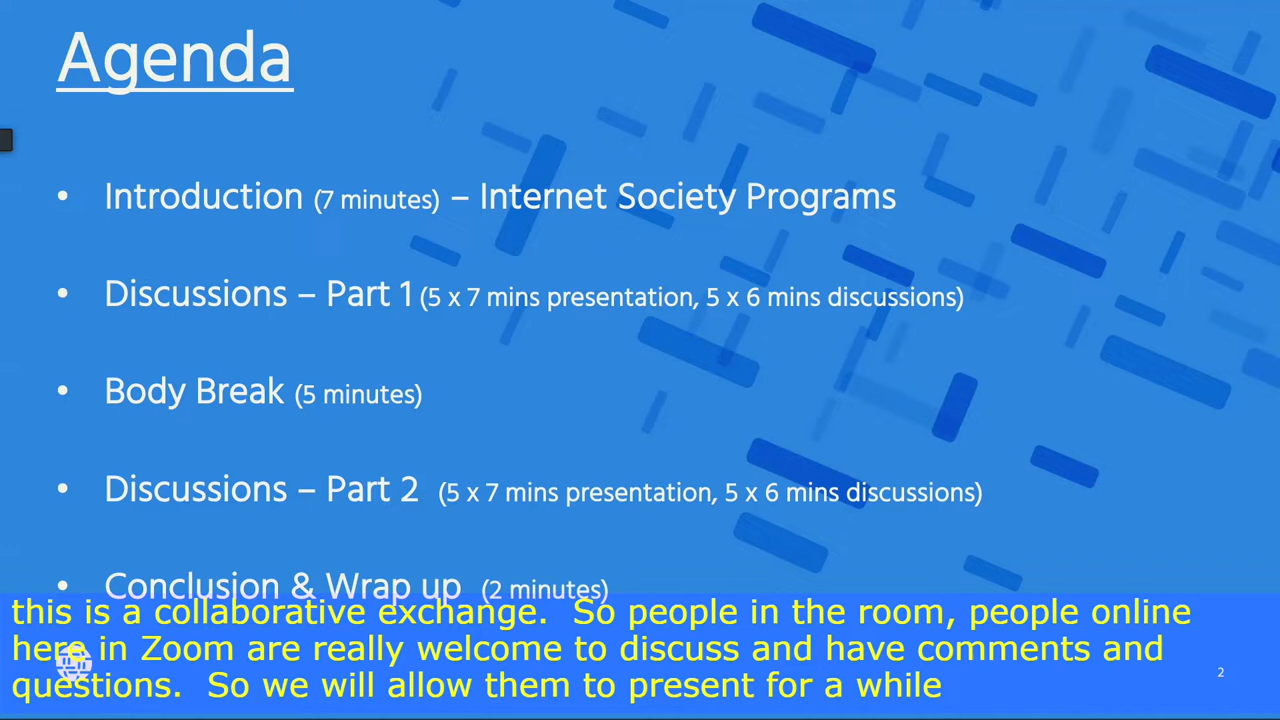 Agenda
• Introduction (7 minutes) – Internet Society Programs
• Discussions – Part 1 (5 x 7 mins presentation, 5 x 6 mins discussions)
• Body Break (5 minutes)
• Discussions – Part 2 (5 x 7 mins presentation, 5 x 6 mins discussions)
• Conclusion & Wrap up (2 minutes)
this is a collaborative exchange. So people in the room, people online
here in Zoom are really welcome to discuss and have comments and
questions. So we will allow them to present for a while
2